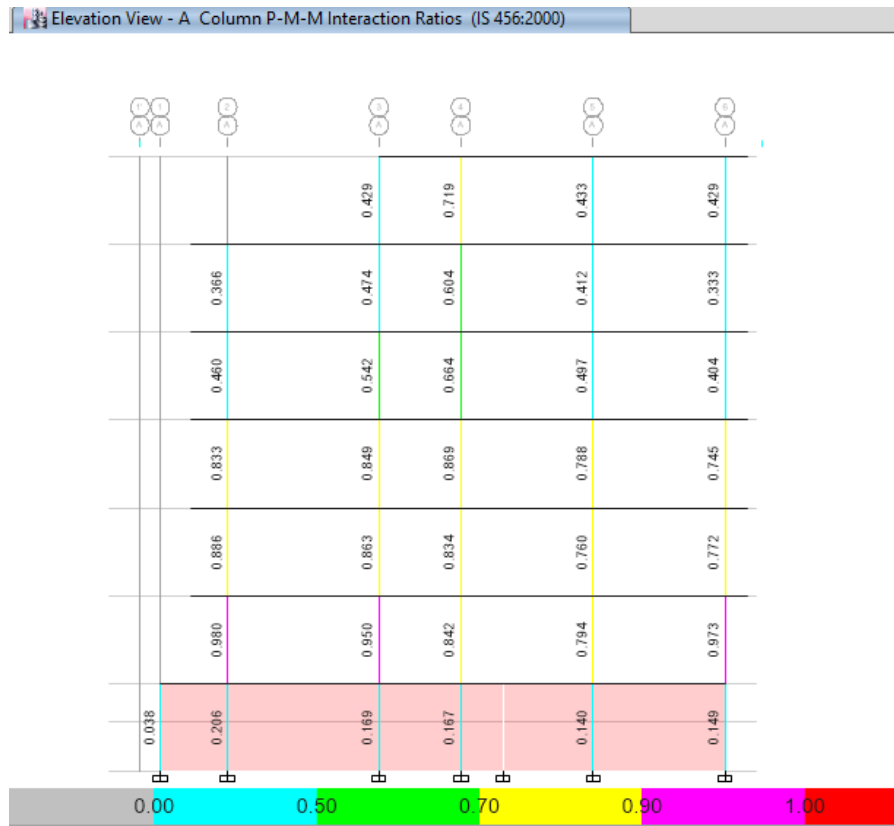 Elevation View - A Column P-M-M Interaction Ratios (IS 456:2000)
1' 1 2 3 4 5 6
A A A A A A A
0.429 0.719 0.433 0.429
0.366 0.474 0.604 0.412 0.333
0.460 0.542 0.664 0.497 0.404
0.833 0.849 0.869 0.788 0.745
0.886 0.863 0.834 0.760 0.772
0.980 0.950 0.842 0.794 0.973
0.038 0.206 0.169 0.167 0.140 0.149
0.00 0.50 0.70 0.90 1.00